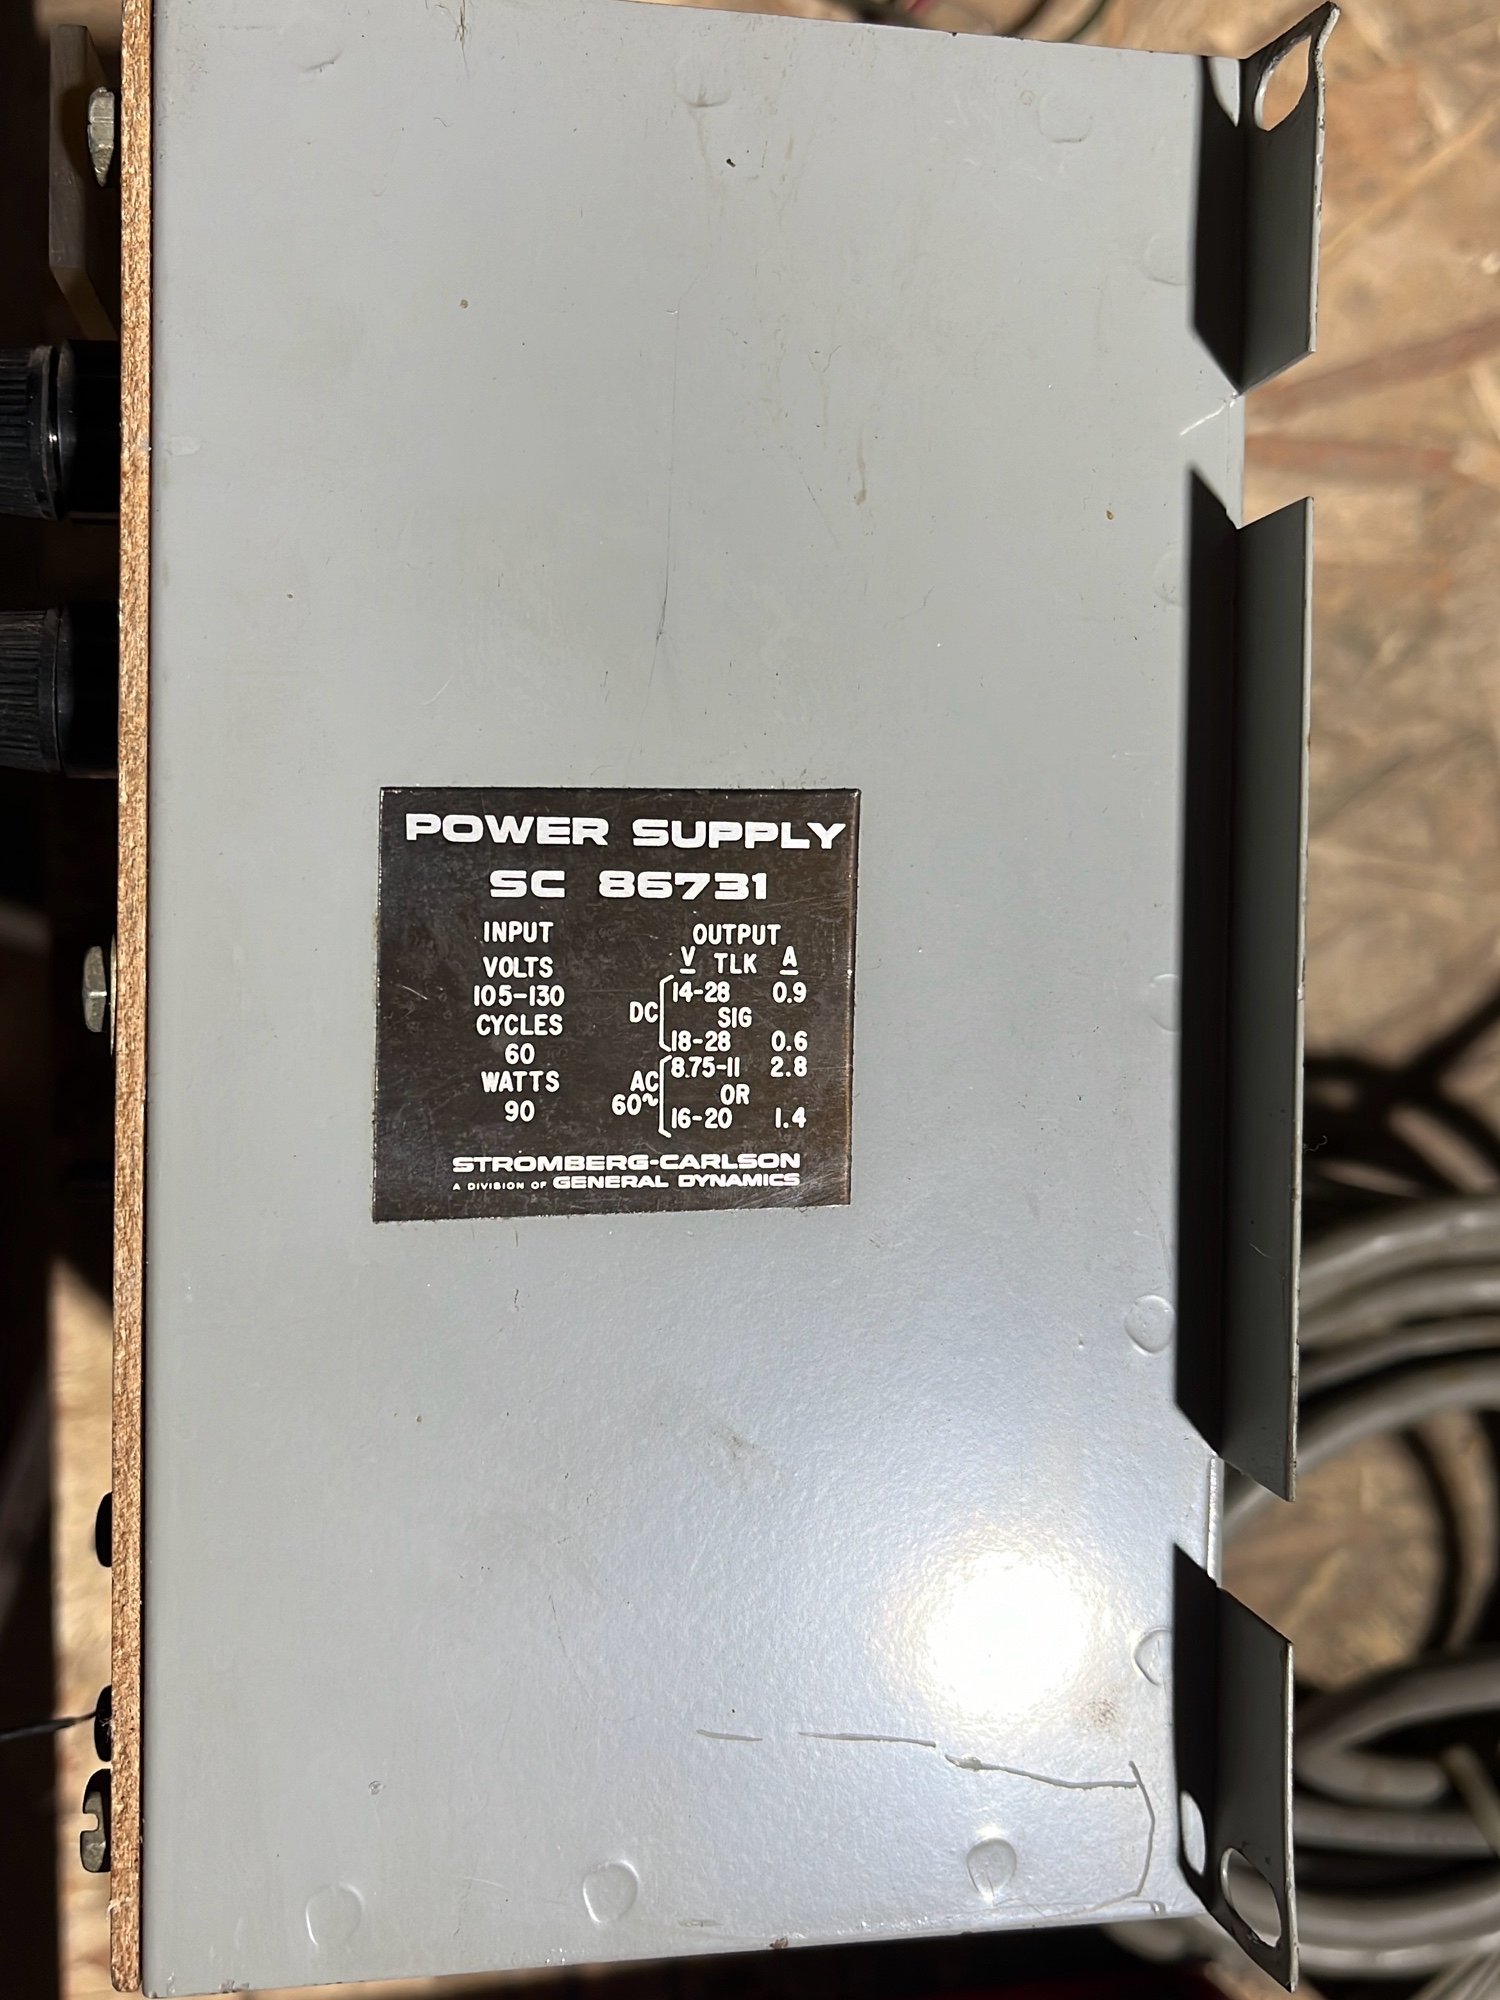 POWER SUPPLY
SC 86731
INPUT
VOLTS
105-130
CYCLES
60
WATTS
90
OUTPUT
V TLK A
DC 14-28 0.9
SIG
18-28 0.6
AC 60~ 8.75-11 2.8
OR
16-20 1.4
STROMBERG-CARLSON
A DIVISION OF GENERAL DYNAMICS